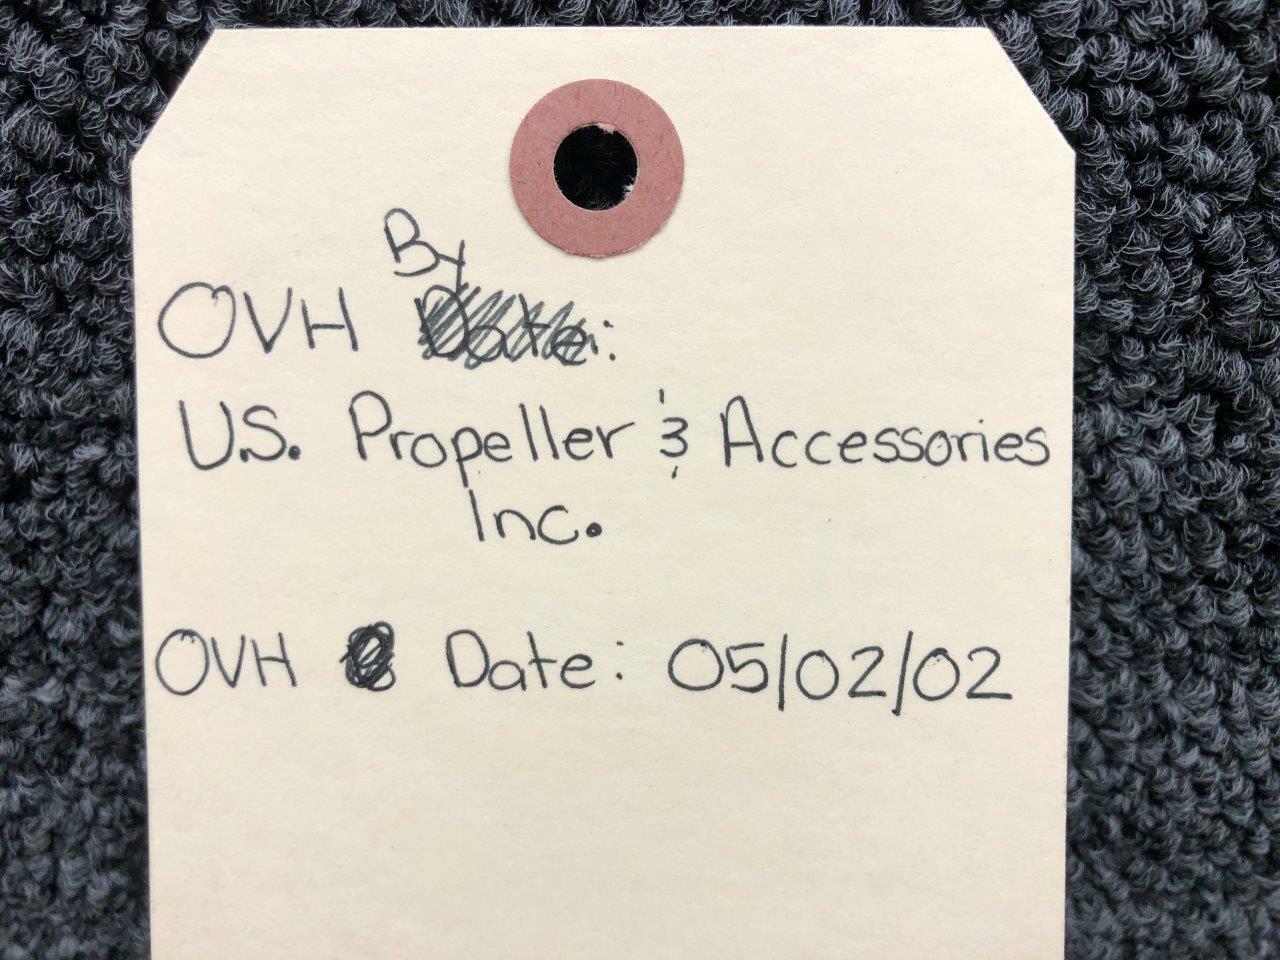 OVH By:
U.S. Propeller & Accessories
Inc.
OVH Date: 05/02/02